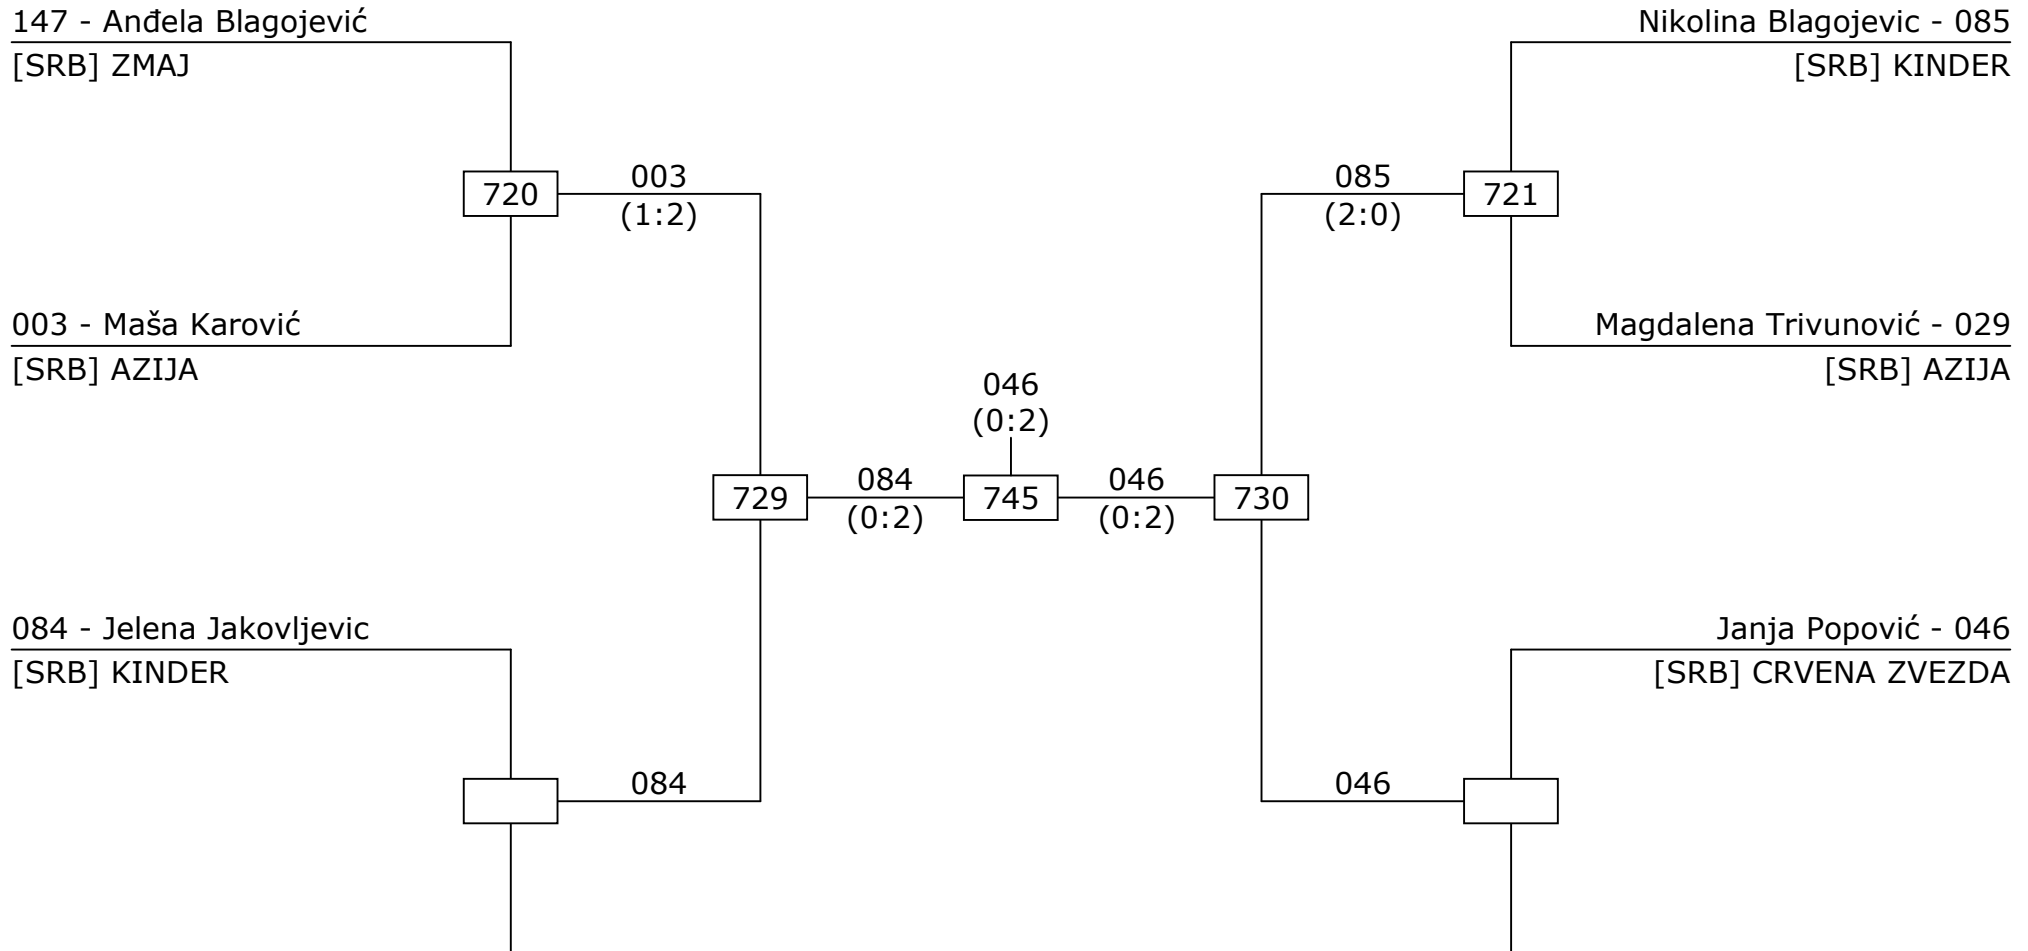 147 - Anđela Blagojević
[SRB] ZMAJ
720
003
(1:2)
003 - Maša Karović
[SRB] AZIJA
729
084
(0:2)
084 - Jelena Jakovljevic
[SRB] KINDER
084
046
(0:2)
745
Nikolina Blagojevic - 085
[SRB] KINDER
085
(2:0)
721
Magdalena Trivunović - 029
[SRB] AZIJA
046
(0:2)
730
Janja Popović - 046
[SRB] CRVENA ZVEZDA
046